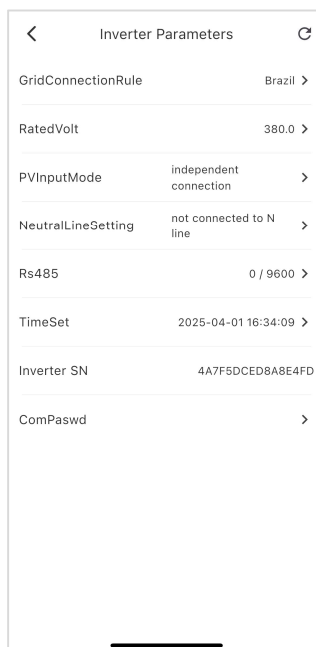 Inverter Parameters
GridConnectionRule Brazil
RatedVolt 380.0
PVInputMode independent connection
NeutralLineSetting not connected to N line
Rs485 0 / 9600
TimeSet 2025-04-01 16:34:09
Inverter SN 4A7F5DCED8A8E4FD
ComPaswd